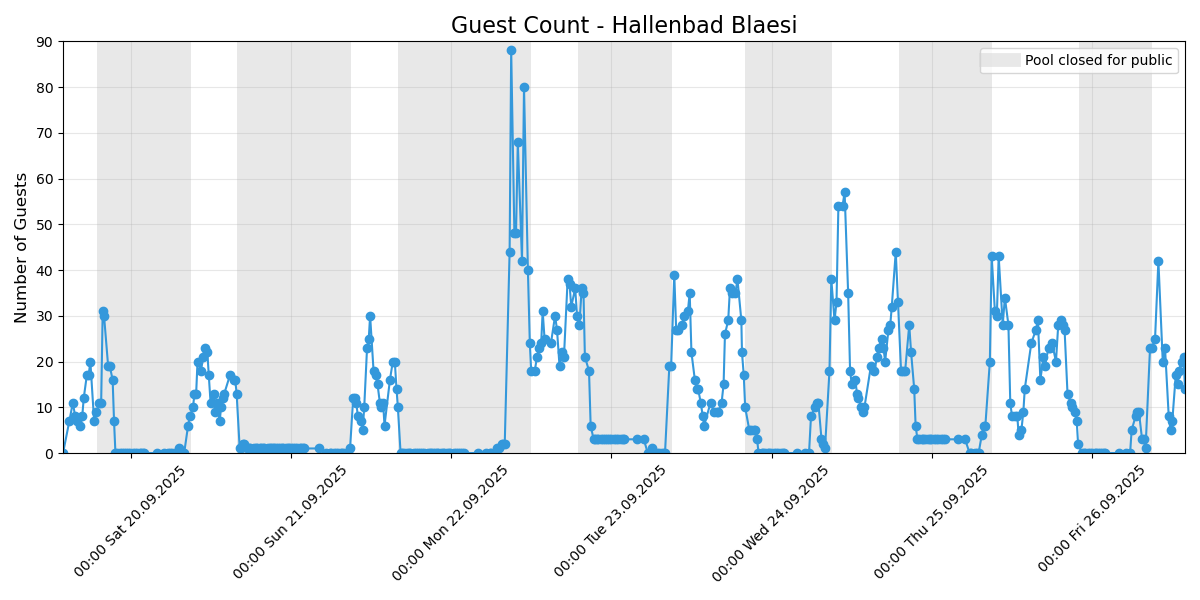 Guest Count - Hallenbad Blaesi
Pool closed for public
Number of Guests
90
80
70
60
50
40
30
20
10
0
00:00 Sat 20.09.2025
00:00 Sun 21.09.2025
00:00 Mon 22.09.2025
00:00 Tue 23.09.2025
00:00 Wed 24.09.2025
00:00 Thu 25.09.2025
00:00 Fri 26.09.2025